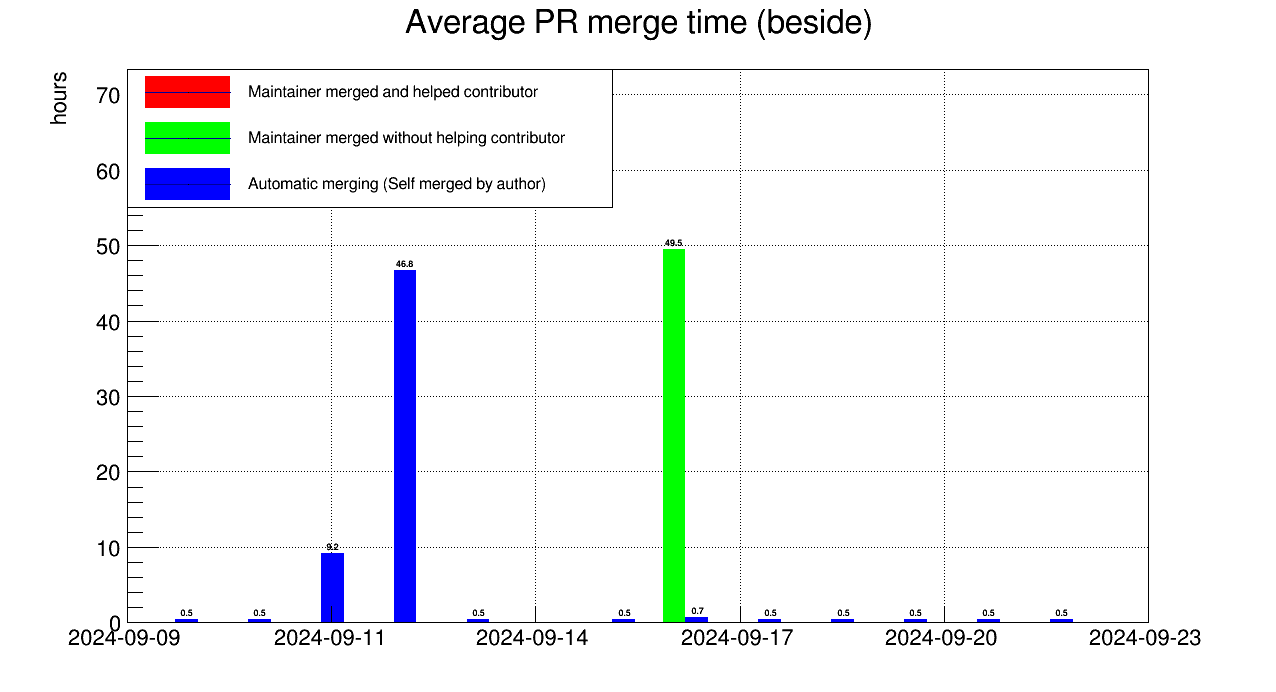 Average PR merge time (beside)
hours
Maintainer merged and helped contributor
Maintainer merged without helping contributor
Automatic merging (Self merged by author)
70
60
50
40
30
20
10
0
49.5
46.8
9.2
0.5 0.5 0.5 0.5 0.7 0.5 0.5 0.5 0.5 0.5
2024-09-09 2024-09-11 2024-09-14 2024-09-17 2024-09-20 2024-09-23